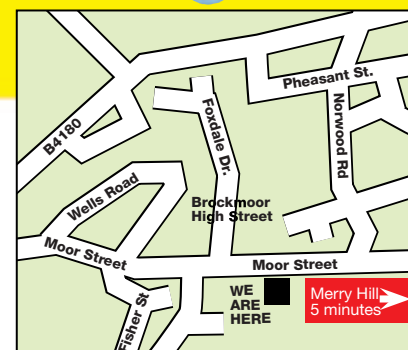 Pheasant St.
B4180
Foxdale Dr.
Norwood Rd
Wells Road
Brockmoor
High Street
Moor Street
Moor Street
WE
ARE
HERE
Merry Hill
5 minutes
Fisher St